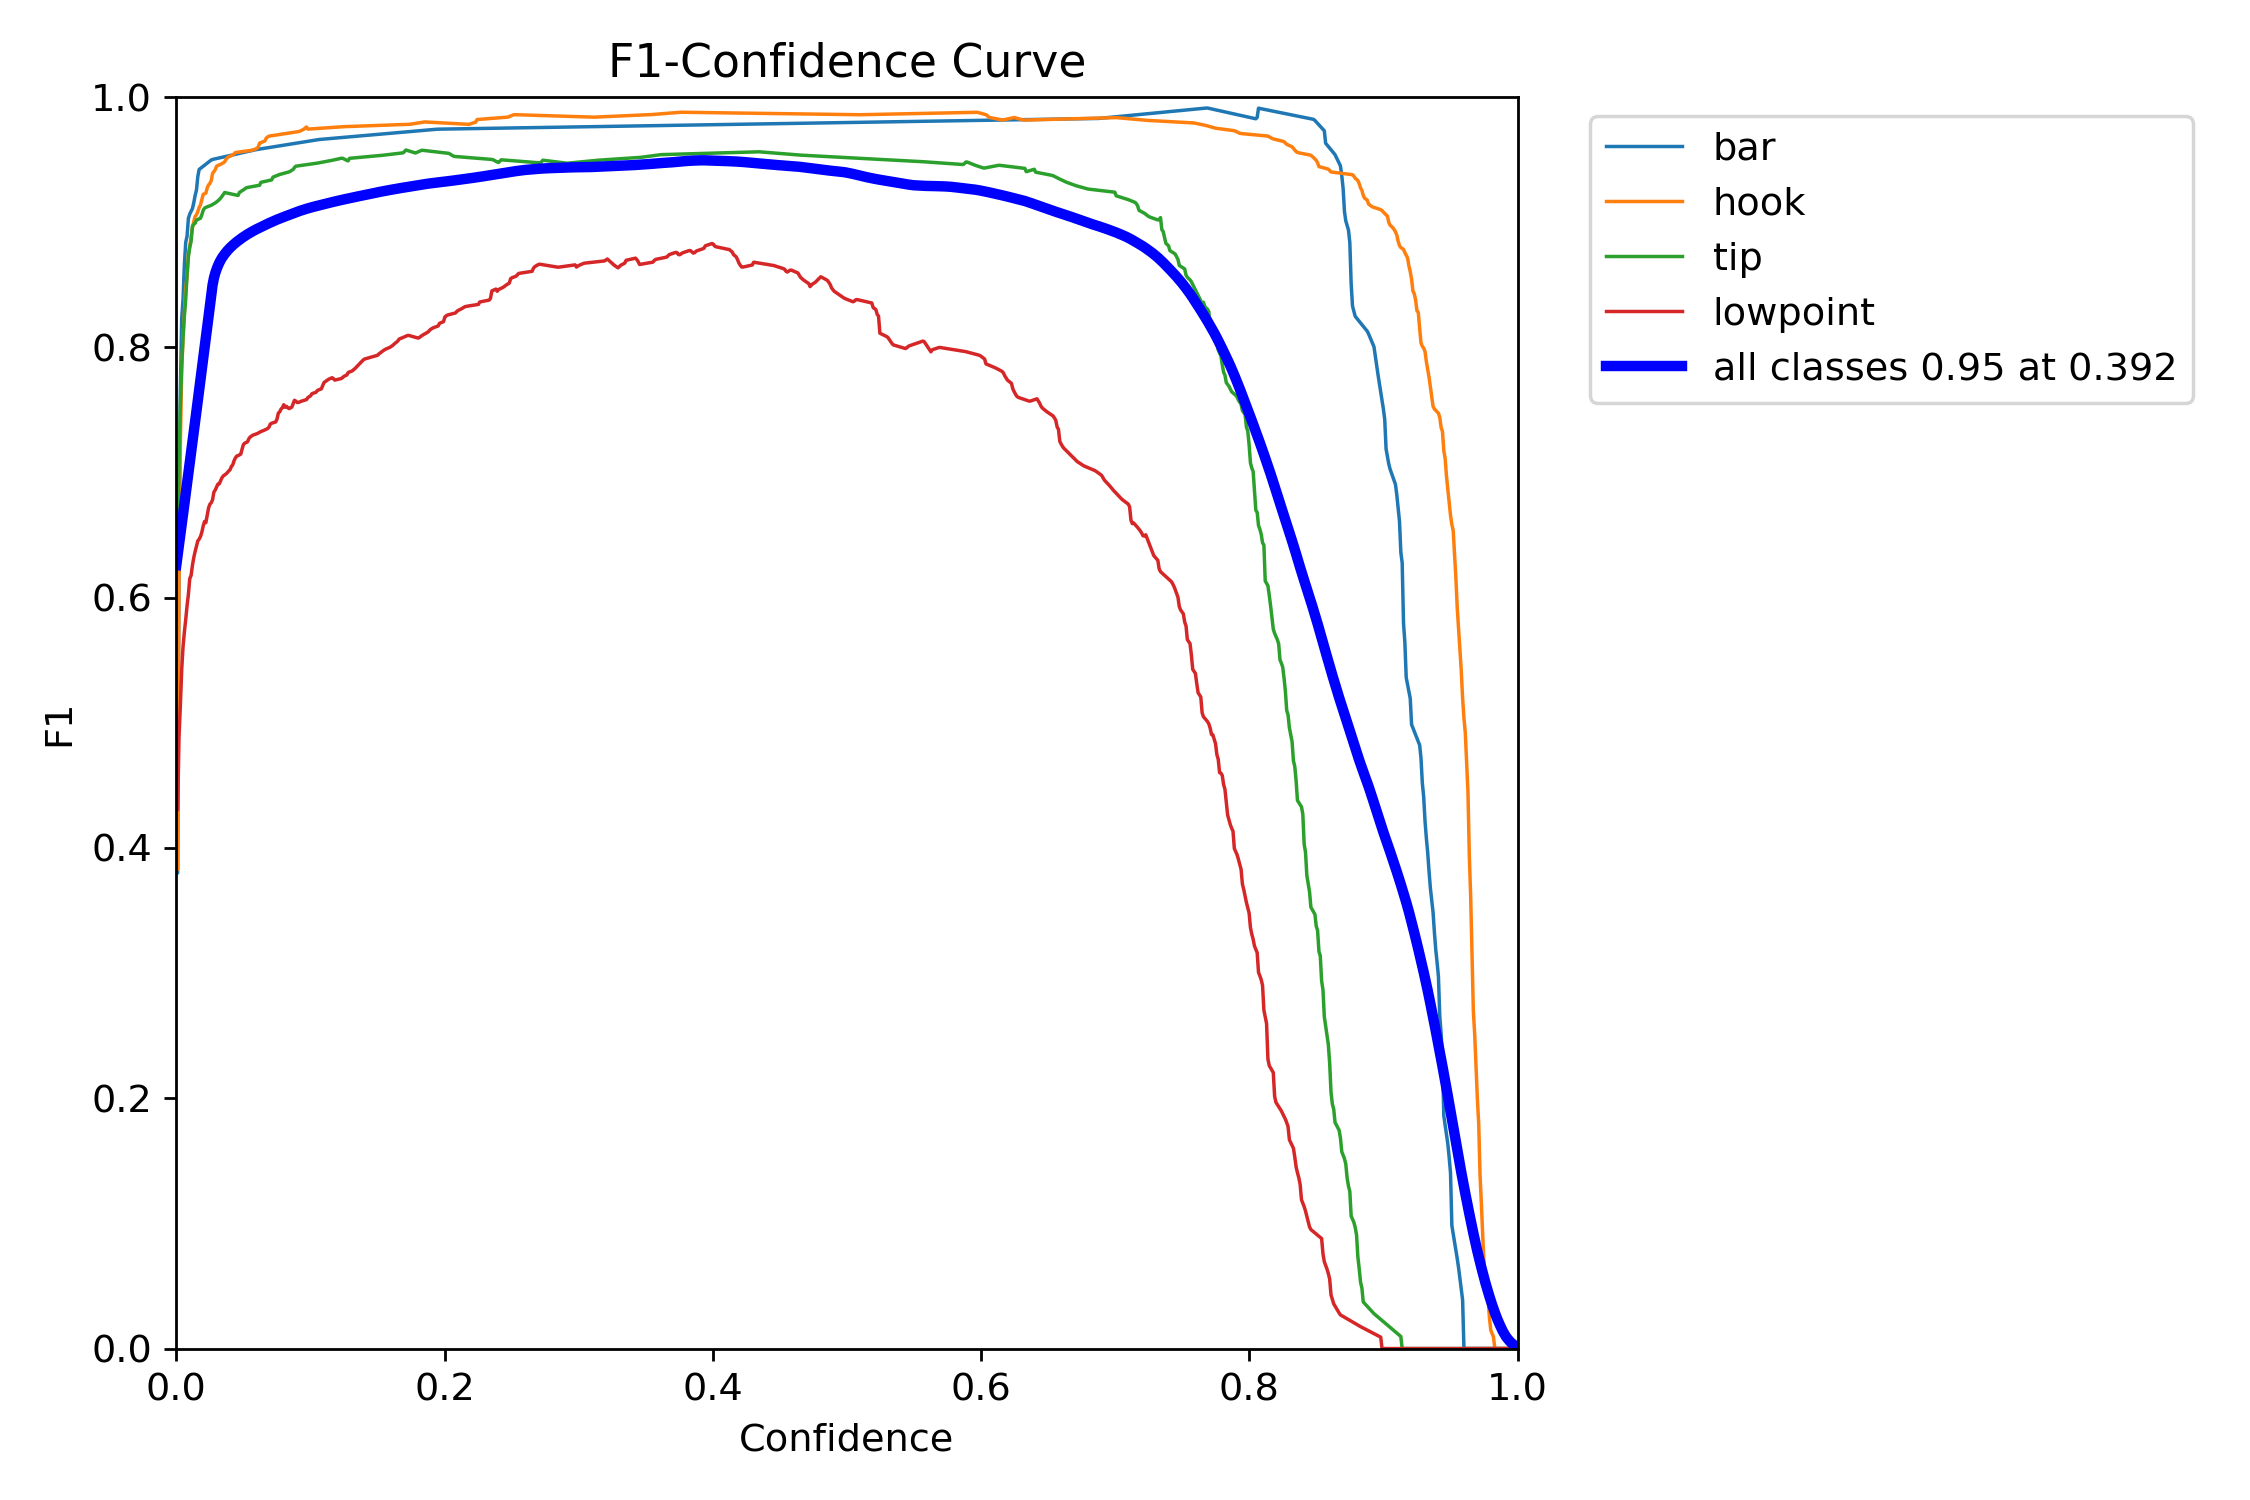 F1-Confidence Curve
1.0
0.8
0.6
0.4
0.2
0.0
F1
0.0 0.2 0.4 0.6 0.8 1.0
Confidence
bar
hook
tip
lowpoint
all classes 0.95 at 0.392